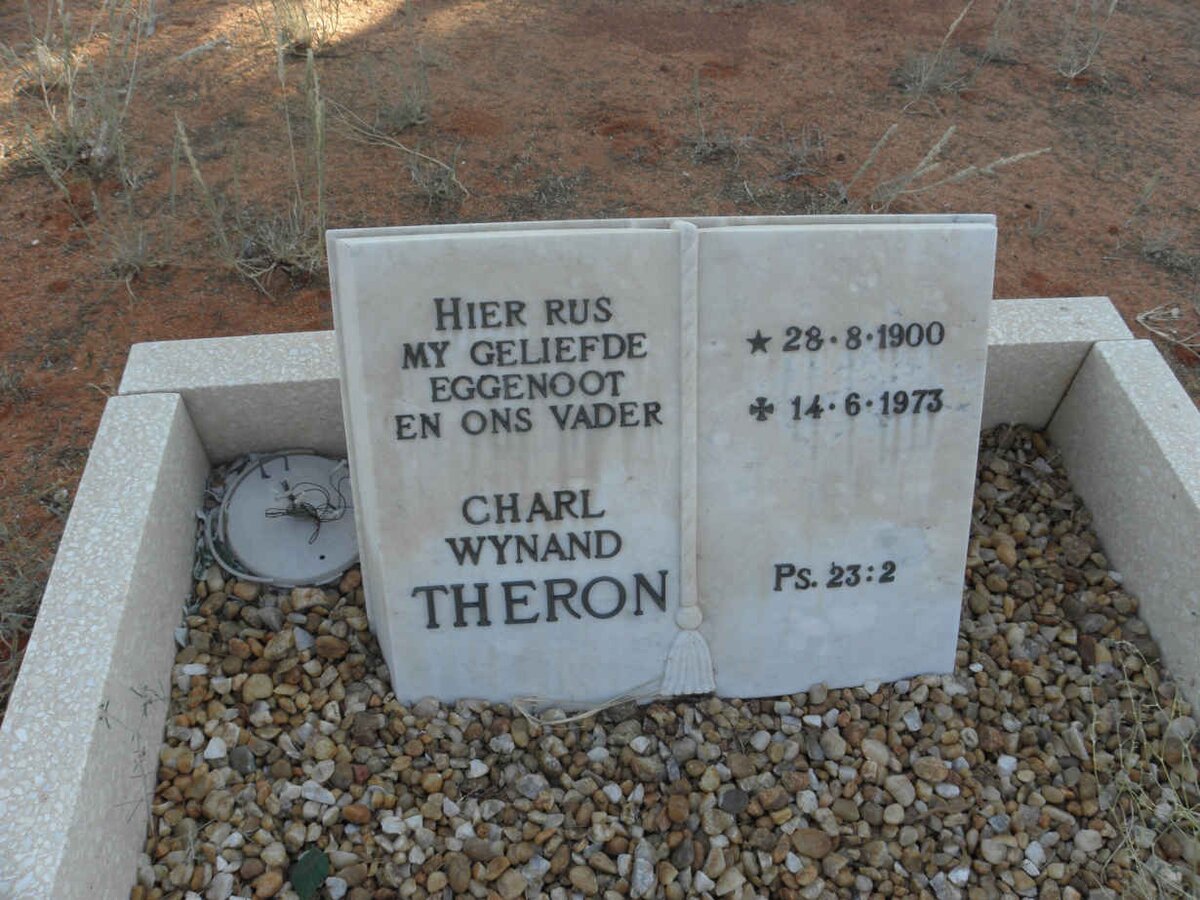 HIER RUS
MY GELIEFDE
EGGENOOT
EN ONS VADER
CHARL
WYNAND
THERON
★ 28·8·1900
✠ 14·6·1973
PS. 23:2